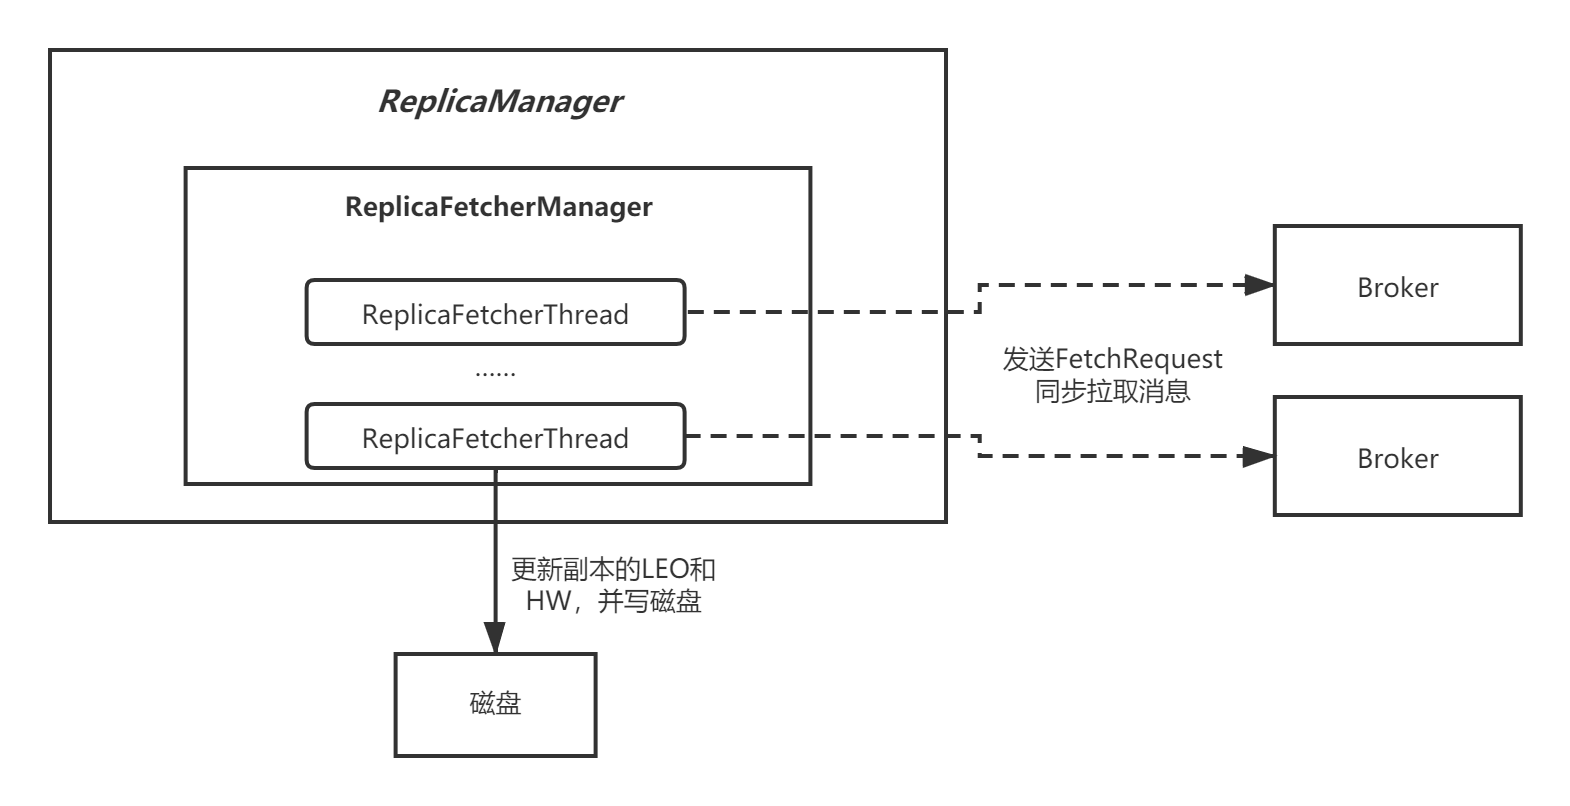 ReplicaManager
ReplicaFetcherManager
ReplicaFetcherThread
......
ReplicaFetcherThread
Broker
发送FetchRequest
同步拉取消息
Broker
更新副本的LEO和
HW，并写磁盘
磁盘